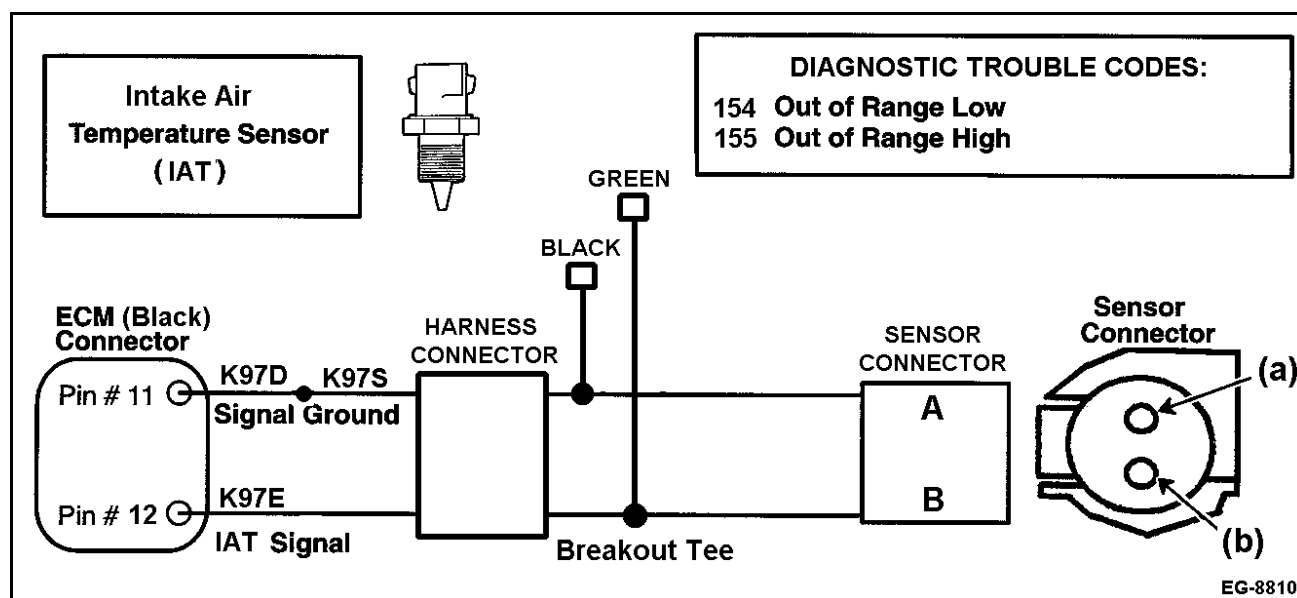 Intake Air
Temperature Sensor
(IAT)
DIAGNOSTIC TROUBLE CODES:
154 Out of Range Low
155 Out of Range High
GREEN
BLACK
ECM (Black)
Connector
Pin # 11
K97D
K97S
Signal Ground
Pin # 12
K97E
IAT Signal
HARNESS
CONNECTOR
Breakout Tee
SENSOR
CONNECTOR
A
B
Sensor
Connector
(a)
(b)
EG-8810